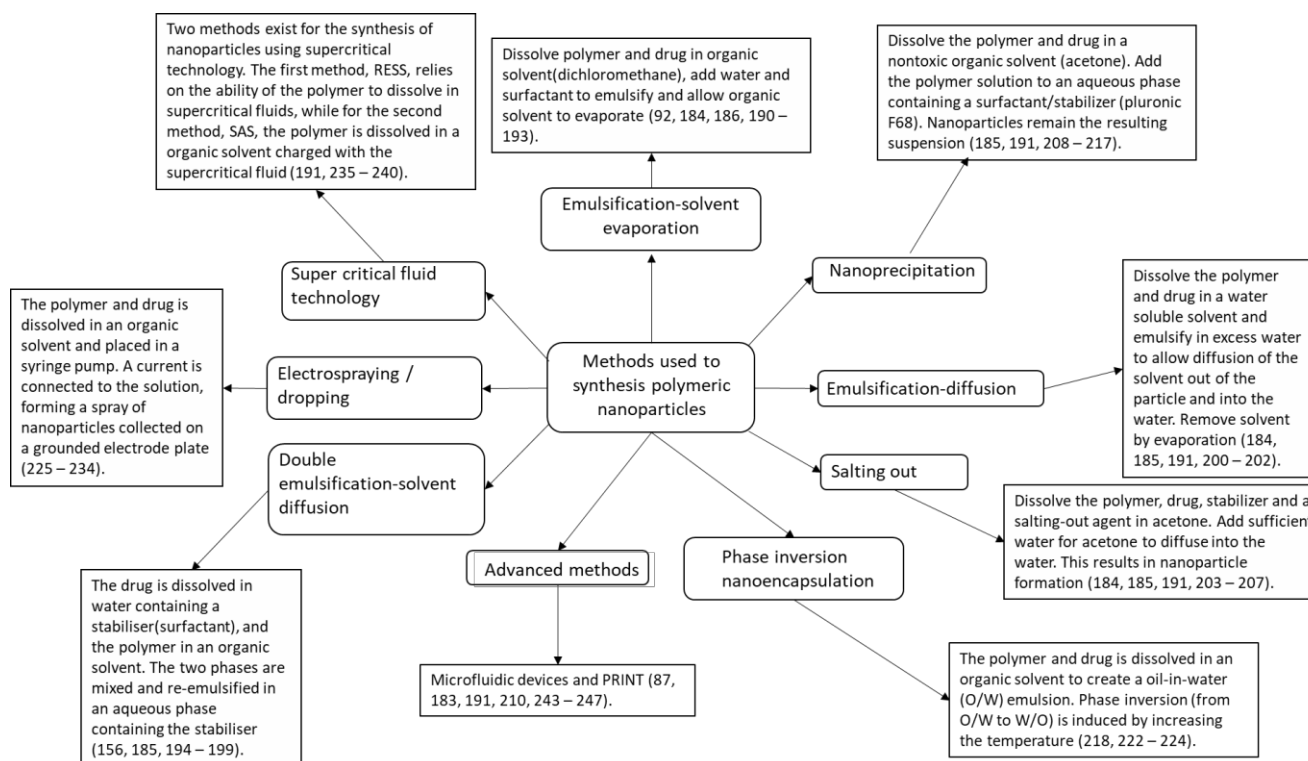 Two methods exist for the synthesis of
nanoparticles using supercritical
technology. The first method, RESS, relies
on the ability of the polymer to dissolve in
supercritical fluids, while for the second
method, SAS, the polymer is dissolved in a
organic solvent charged with the
supercritical fluid (191, 235 – 240).
Dissolve polymer and drug in organic
solvent(dichloromethane), add water and
surfactant to emulsify and allow organic
solvent to evaporate (92, 184, 186, 190 –
193).
Dissolve the polymer and drug in a
nontoxic organic solvent (acetone). Add
the polymer solution to an aqueous phase
containing a surfactant/stabilizer (pluronic
F68). Nanoparticles remain the resulting
suspension (185, 191, 208 – 217).
Emulsification-solvent
evaporation
Super critical fluid
technology
Nanoprecipitation
The polymer and drug is
dissolved in an organic
solvent and placed in a
syringe pump. A current is
connected to the solution,
forming a spray of
nanoparticles collected on
a grounded electrode plate
(225 – 234).
Electrospraying /
dropping
Methods used to
synthesis polymeric
nanoparticles
Emulsification-diffusion
Dissolve the polymer
and drug in a water
soluble solvent and
emulsify in excess water
to allow diffusion of the
solvent out of the
particle and into the
water. Remove solvent
by evaporation (184,
185, 191, 200 – 202).
Double
emulsification-solvent
diffusion
Salting out
Dissolve the polymer, drug, stabilizer and a
salting-out agent in acetone. Add sufficient
water for acetone to diffuse into the
water. This results in nanoparticle
formation (184, 185, 191, 203 – 207).
Advanced methods
Phase inversion
nanoencapsulation
The drug is dissolved in
water containing a
stabiliser(surfactant), and
the polymer in an organic
solvent. The two phases are
mixed and re-emulsified in
an aqueous phase
containing the stabiliser
(156, 185, 194 – 199).
Microfluidic devices and PRINT (87,
183, 191, 210, 243 – 247).
The polymer and drug is dissolved in an
organic solvent to create a oil-in-water
(O/W) emulsion. Phase inversion (from
O/W to W/O) is induced by increasing
the temperature (218, 222 – 224).